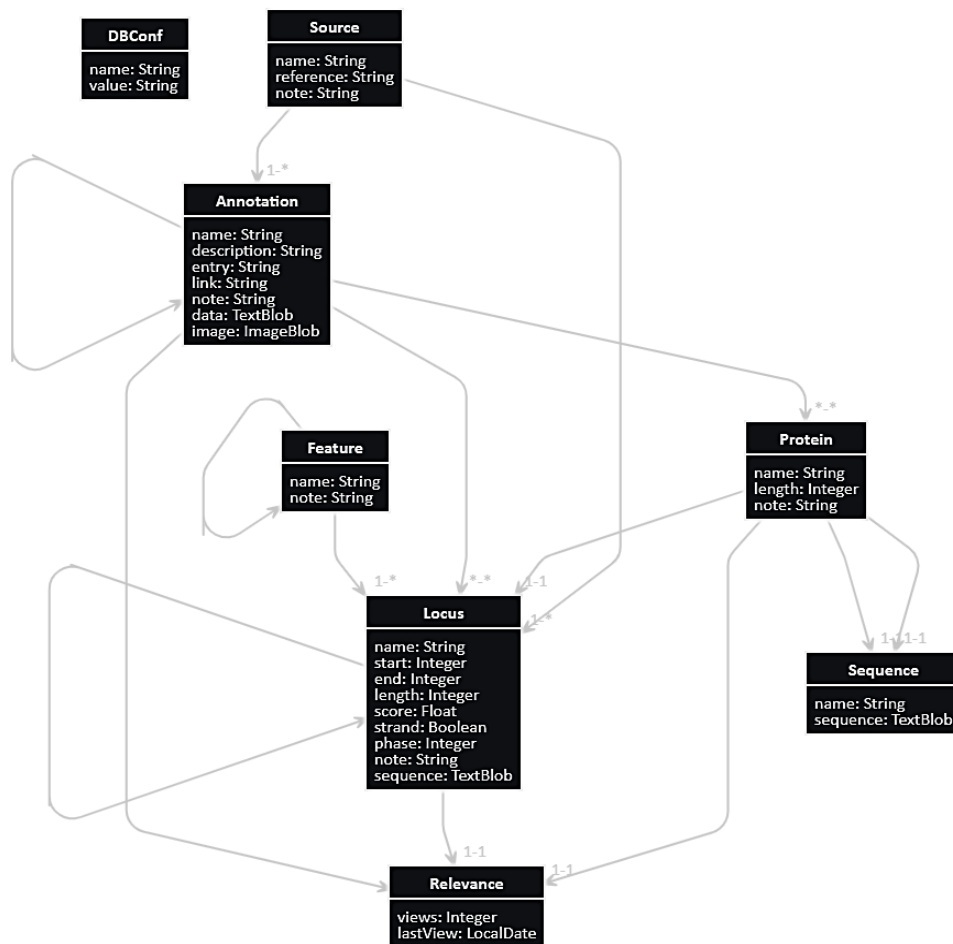 DBConf
name: String
value: String
Source
name: String
reference: String
note: String
1-*
Annotation
name: String
description: String
entry: String
link: String
note: String
data: TextBlob
image: ImageBlob
*-*
Feature
name: String
note: String
Protein
name: String
length: Integer
note: String
1-*
*-*
1-1
1-*
Locus
name: String
start: Integer
end: Integer
length: Integer
score: Float
strand: Boolean
phase: Integer
note: String
sequence: TextBlob
1-1
1-1
Sequence
name: String
sequence: TextBlob
1-1
1-1
Relevance
views: Integer
lastView: LocalDate